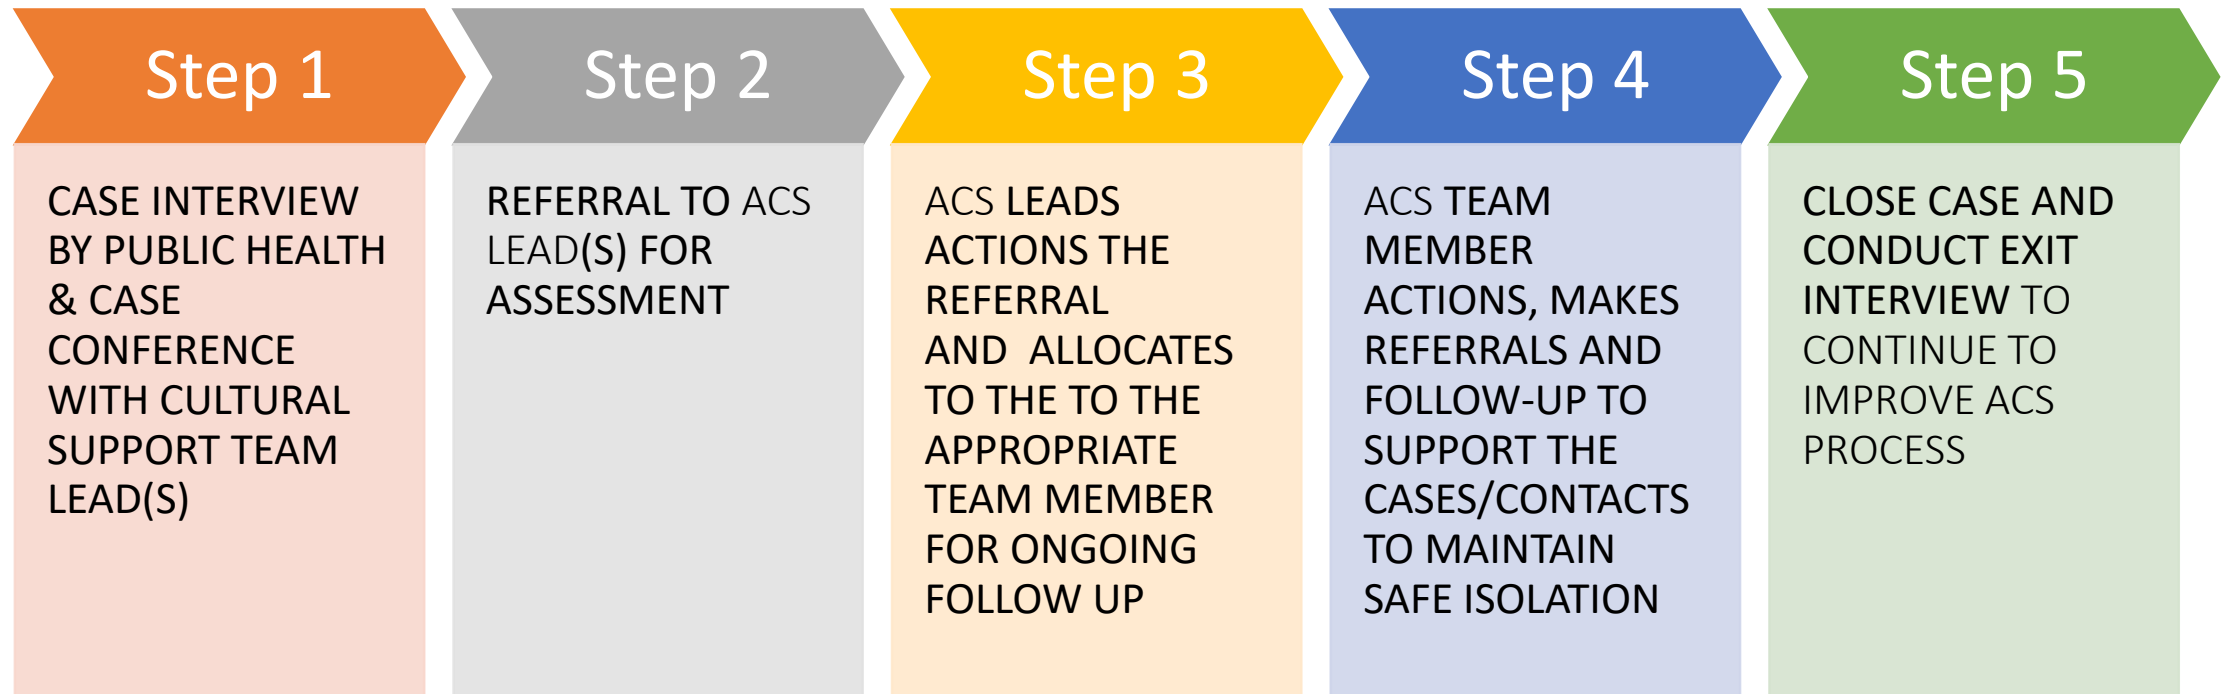 Step 1
CASE INTERVIEW
BY PUBLIC HEALTH
& CASE
CONFERENCE
WITH CULTURAL
SUPPORT TEAM
LEAD(S)
Step 2
REFERRAL TO ACS
LEAD(S) FOR
ASSESSMENT
Step 3
ACS LEADS
ACTIONS THE
REFERRAL
AND  ALLOCATES
TO THE TO THE
APPROPRIATE
TEAM MEMBER
FOR ONGOING
FOLLOW UP
Step 4
ACS TEAM
MEMBER
ACTIONS, MAKES
REFERRALS AND
FOLLOW-UP TO
SUPPORT THE
CASES/CONTACTS
TO MAINTAIN
SAFE ISOLATION
Step 5
CLOSE CASE AND
CONDUCT EXIT
INTERVIEW TO
CONTINUE TO
IMPROVE ACS
PROCESS